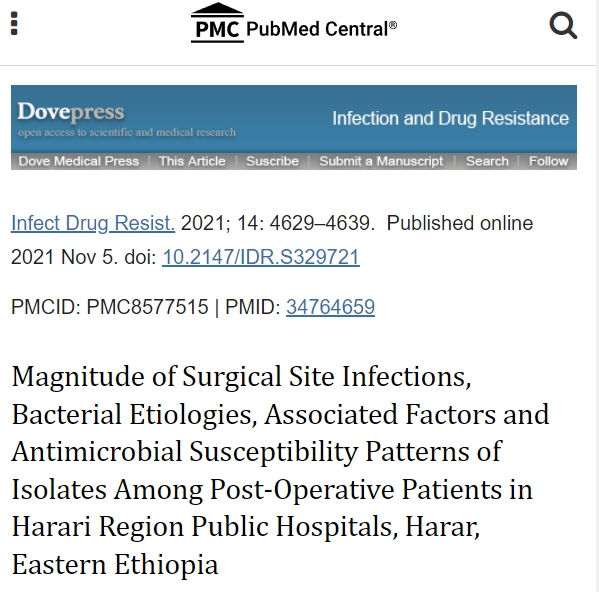 PMC PubMed Central®
Dovepress
open access to scientific and medical research
Infection and Drug Resistance
Dove Medical Press | This Article | Suscribe | Submit a Manuscript | Search | Follow
Infect Drug Resist. 2021; 14: 4629–4639. Published online
2021 Nov 5. doi: 10.2147/IDR.S329721
PMCID: PMC8577515 | PMID: 34764659
Magnitude of Surgical Site Infections,
Bacterial Etiologies, Associated Factors and
Antimicrobial Susceptibility Patterns of
Isolates Among Post-Operative Patients in
Harari Region Public Hospitals, Harar,
Eastern Ethiopia